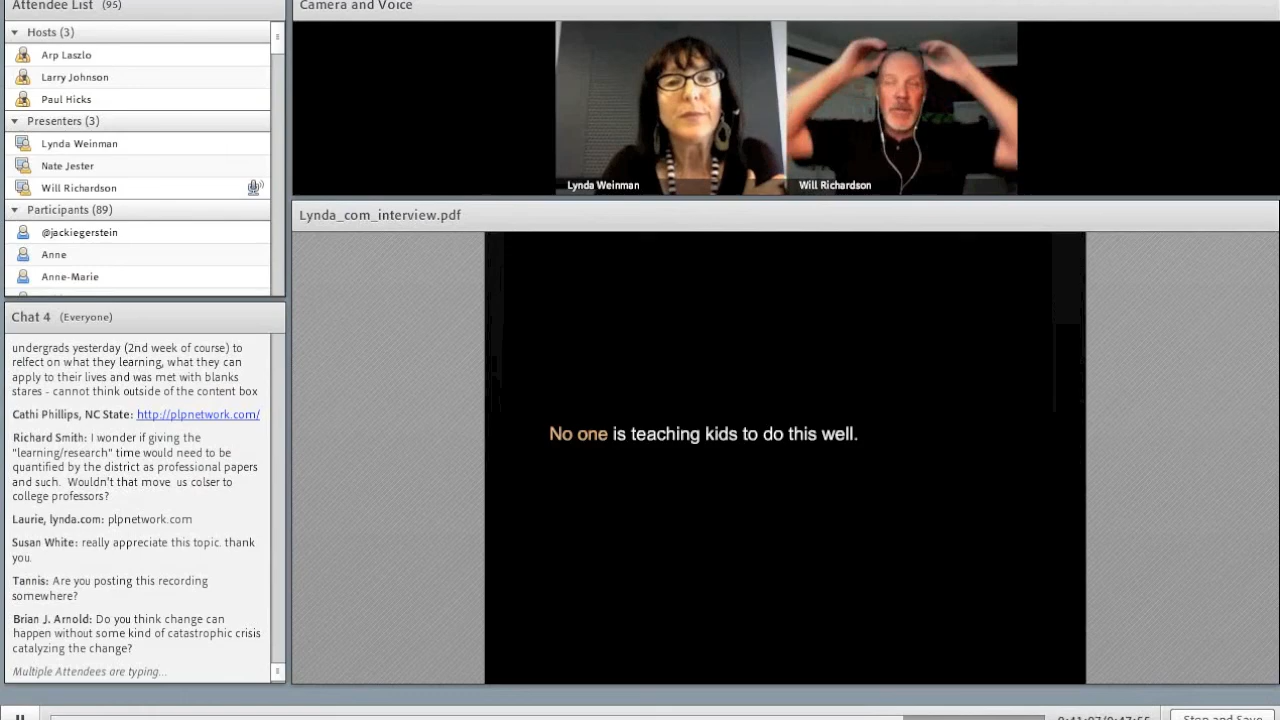 Attendee List (95)
Hosts (3)
Arp Laszlo
Larry Johnson
Paul Hicks
Presenters (3)
Lynda Weinman
Nate Jester
Will Richardson
Participants (89)
@jackiegerstein
Anne
Anne-Marie
Chat 4 (Everyone)
undergrads yesterday (2nd week of course) to
relfect on what they learning, what they can
apply to their lives and was met with blanks
stares - cannot think outside of the content box
Cathi Phillips, NC State: http://plpnetwork.com/
Richard Smith: I wonder if giving the
"learning/research" time would need to be
quantified by the district as professional papers
and such. Wouldn't that move us colser to
college professors?
Laurie, lynda.com: plpnetwork.com
Susan White: really appreciate this topic. thank
you.
Tannis: Are you posting this recording
somewhere?
Brian J. Arnold: Do you think change can
happen without some kind of catastrophic crisis
catalyzing the change?
Multiple Attendees are typing...
Camera and Voice
Lynda Weinman
Will Richardson
Lynda_com_interview.pdf
No one is teaching kids to do this well.
Stop and Save